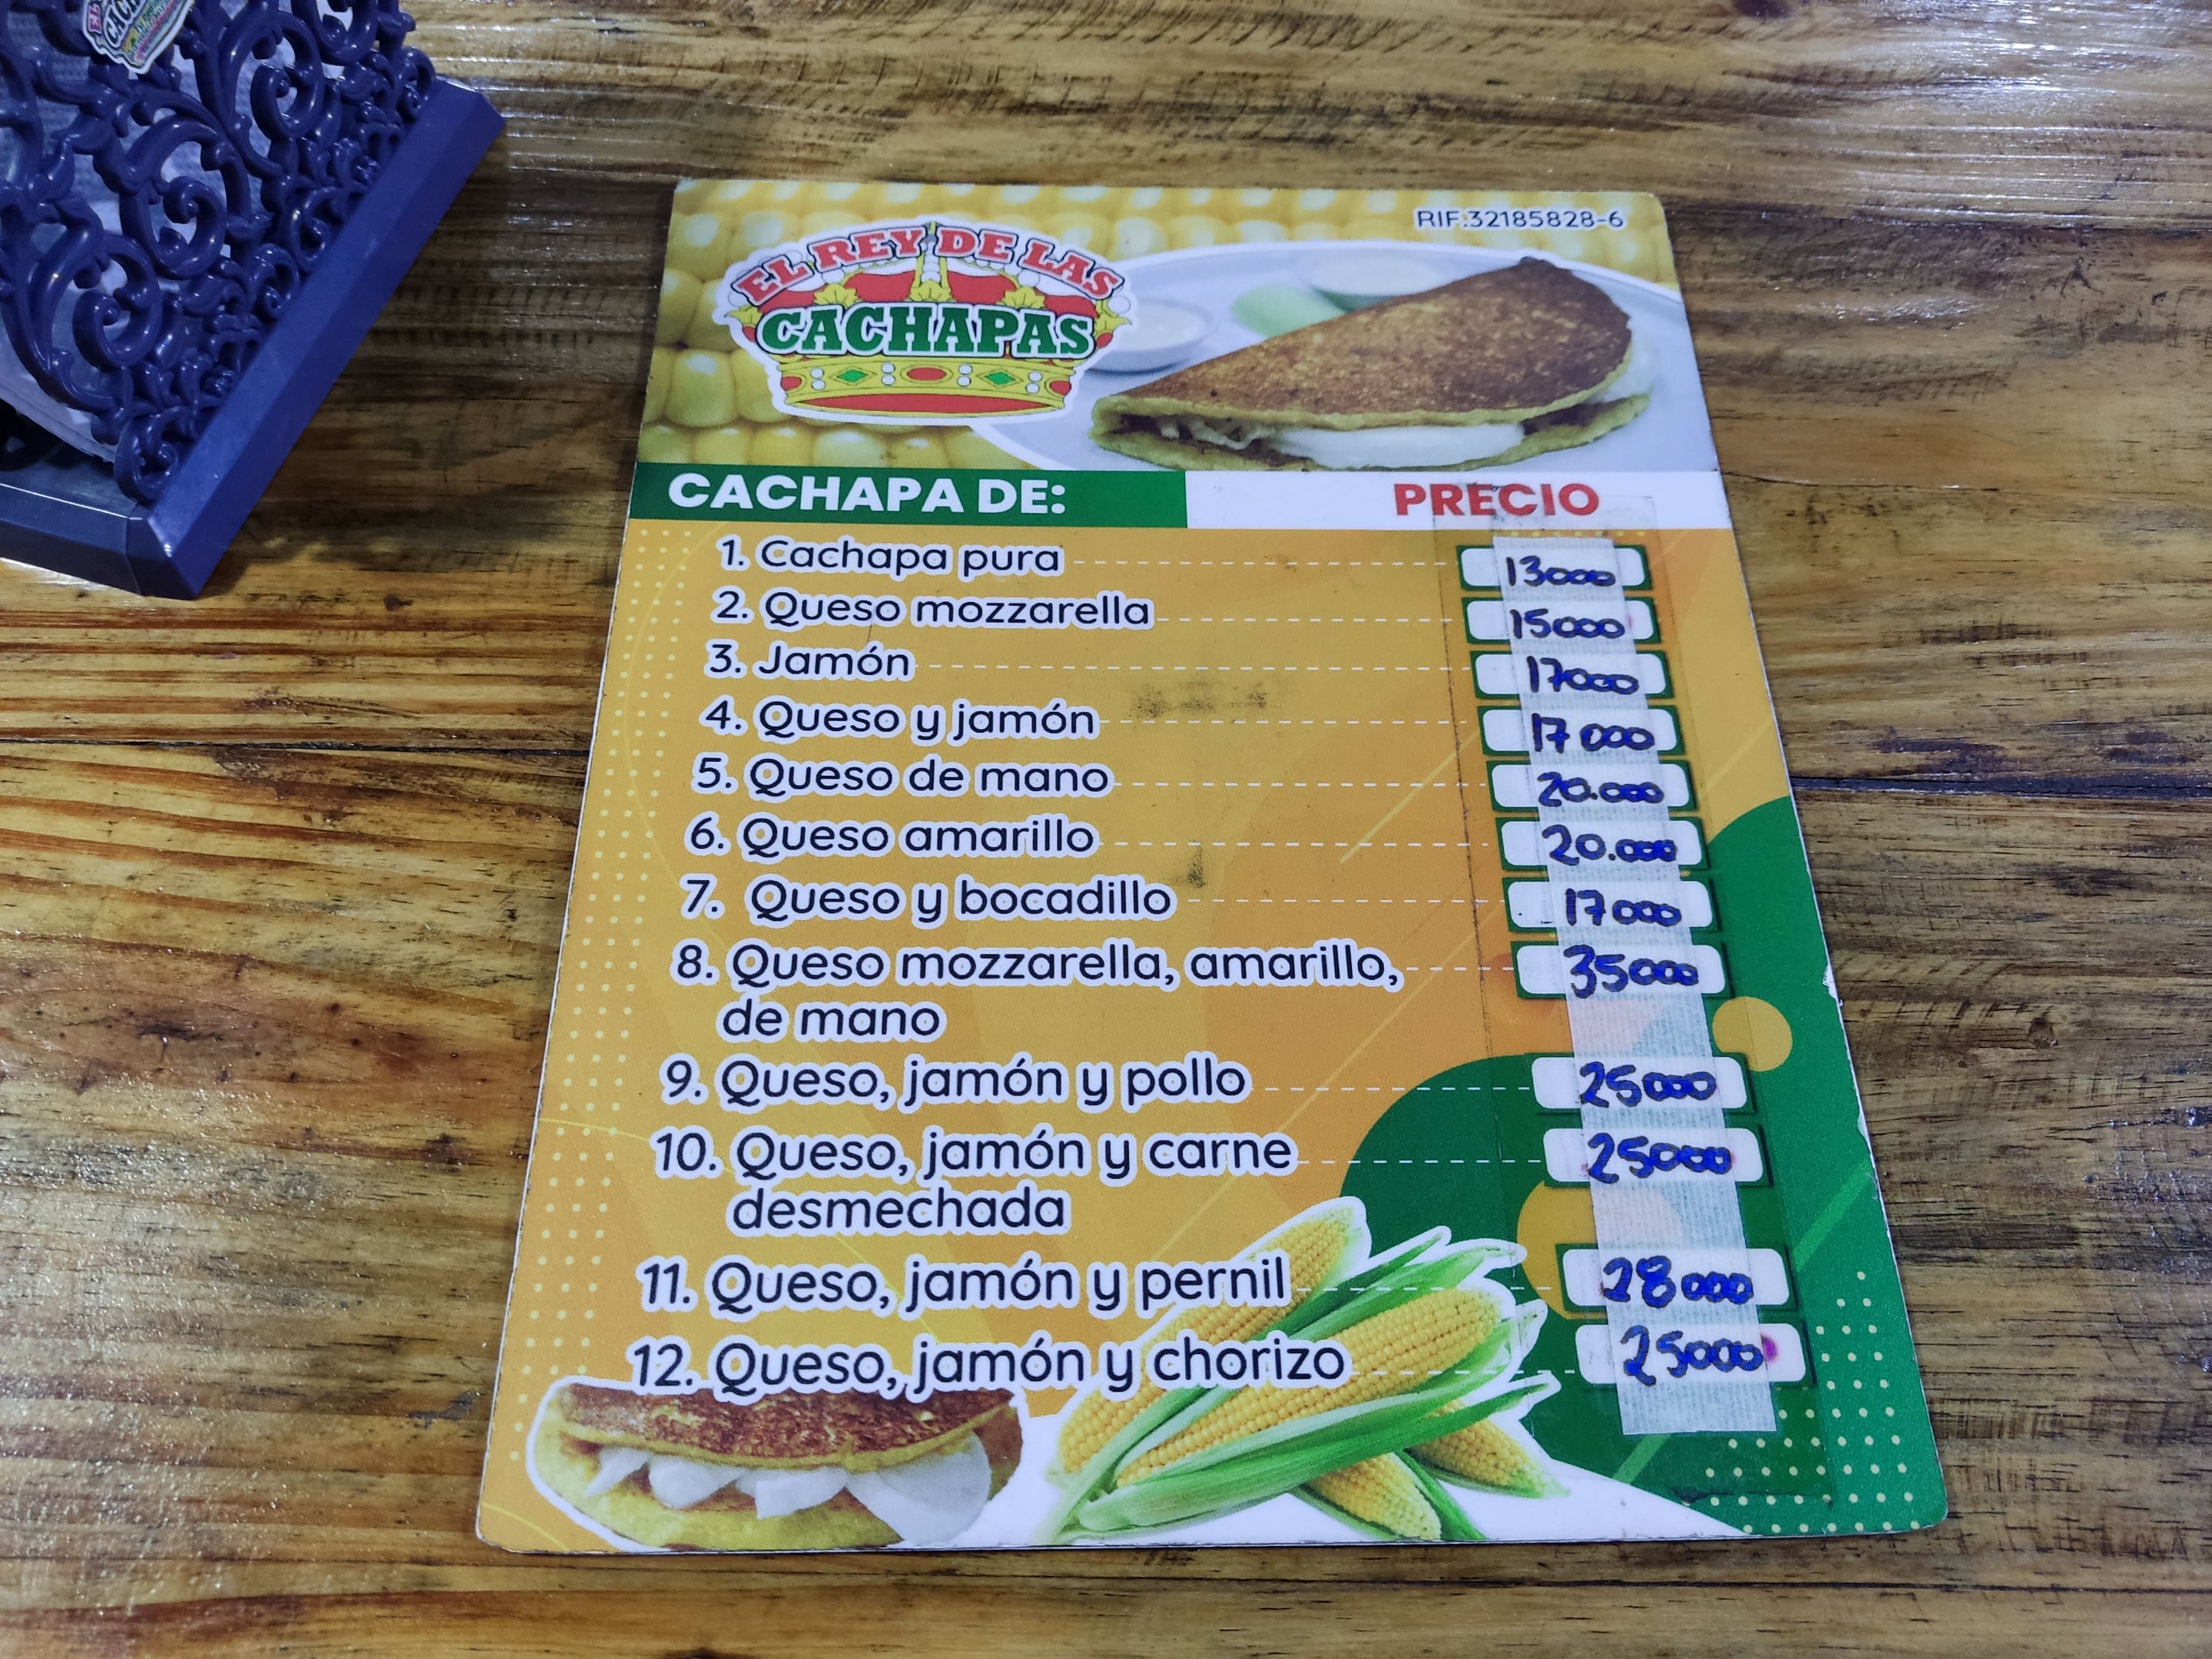 RIF:32185828-6
EL REY DE LAS
CACHAPAS
CACHAPA DE: PRECIO
1. Cachapa pura 13000
2. Queso mozzarella 15000
3. Jamón 17000
4. Queso y jamón 17000
5. Queso de mano 20.000
6. Queso amarillo 20.000
7. Queso y bocadillo 17000
8. Queso mozzarella, amarillo, 35000
de mano
9. Queso, jamón y pollo 25000
10. Queso, jamón y carne 25000
desmechada
11. Queso, jamón y pernil 28000
12. Queso, jamón y chorizo 25000